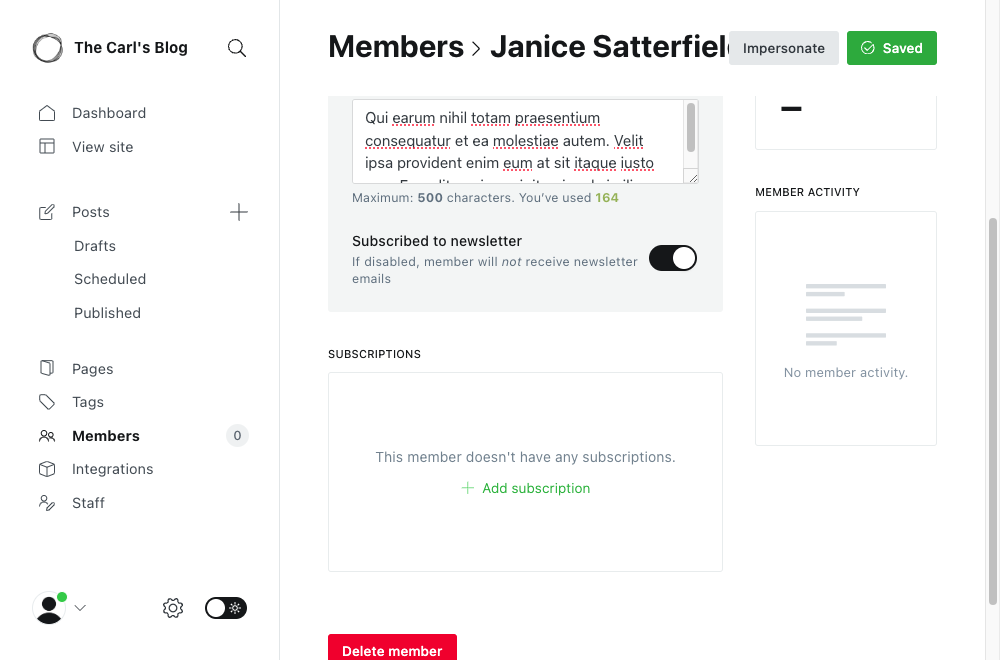 The Carl's Blog
Dashboard
View site
Posts
Drafts
Scheduled
Published
Pages
Tags
Members
0
Integrations
Staff
Members
Janice Satterfiel
Impersonate
Saved
Qui earum nihil totam praesentium
consequatur et ea molestiae autem. Velit
ipsa provident enim eum at sit itaque iusto
Maximum: 500 characters. You've used 164
Subscribed to newsletter
If disabled, member will not receive newsletter
emails
SUBSCRIPTIONS
This member doesn't have any subscriptions.
Add subscription
Delete member
MEMBER ACTIVITY
No member activity.